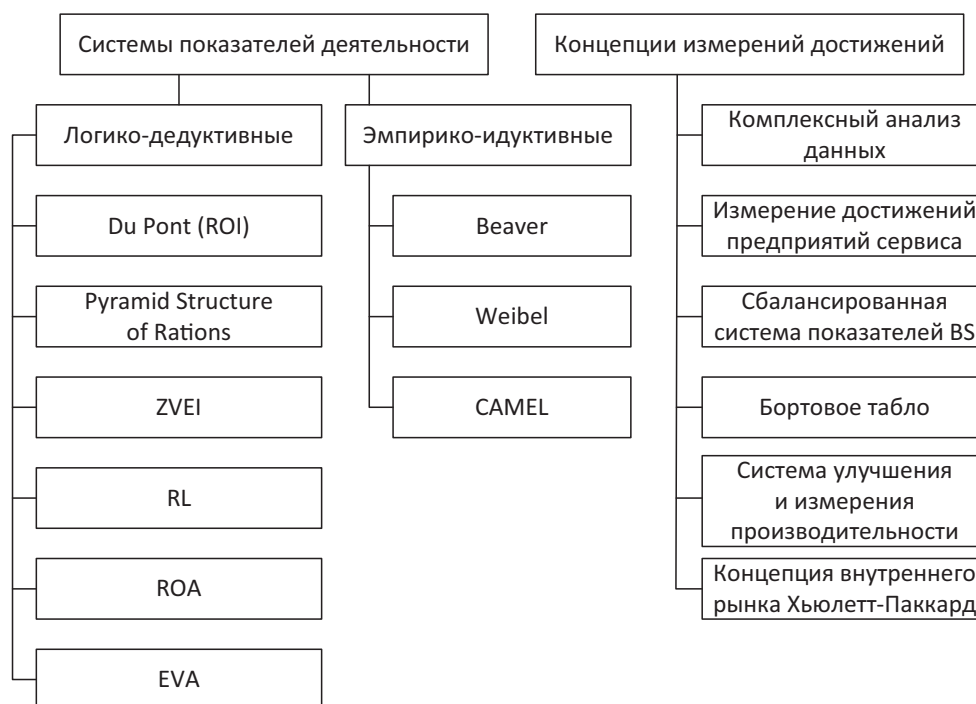 Системы показателей деятельности
Концепции измерений достижений
Логико-дедуктивные
Du Pont (ROI)
Pyramid Structure
of Rations
ZVEI
RL
ROA
EVA
Эмпирико-идуктивные
Beaver
Weibel
CAMEL
Комплексный анализ
данных
Измерение достижений
предприятий сервиса
Сбалансированная
система показателей BS
Бортовое табло
Система улучшения
и измерения
производительности
Концепция внутреннего
рынка Хьюлетт-Паккард